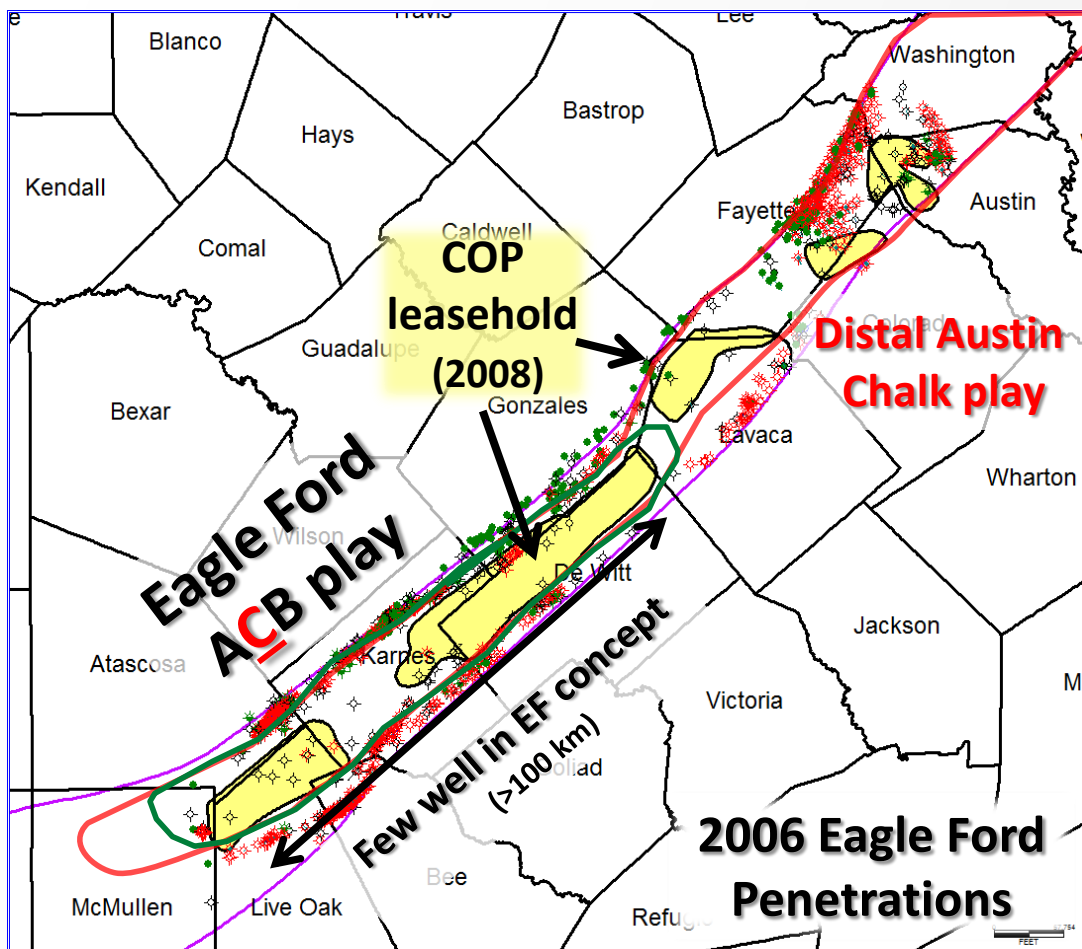 e
Travis
Lee
Blanco
Washington
Bastrop
Hays
Kendall
Fayette
Austin
Caldwell
Comal
COP
leasehold
(2008)
Colorado
Distal Austin
Chalk play
Guadalupe
Bexar
Gonzales
Lavaca
Wharton
Eagle Ford
ACB play
Wilson
De Witt
Jackson
Atascosa
Karnes
M
Victoria
Few well in EF concept
(>100 km)
Goliad
2006 Eagle Ford
Penetrations
Bee
McMullen
Live Oak
Refugio
FEET